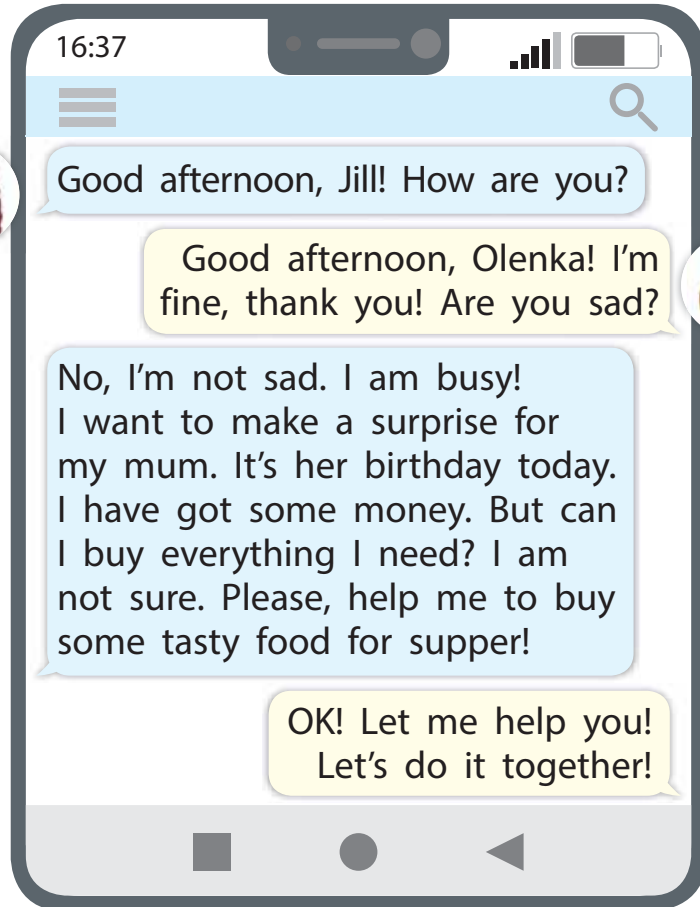 16:37
Good afternoon, Jill! How are you?
Good afternoon, Olenka! I'm
fine, thank you! Are you sad?
No, I'm not sad. I am busy!
I want to make a surprise for
my mum. It's her birthday today.
I have got some money. But can
I buy everything I need? I am
not sure. Please, help me to buy
some tasty food for supper!
OK! Let me help you!
Let's do it together!